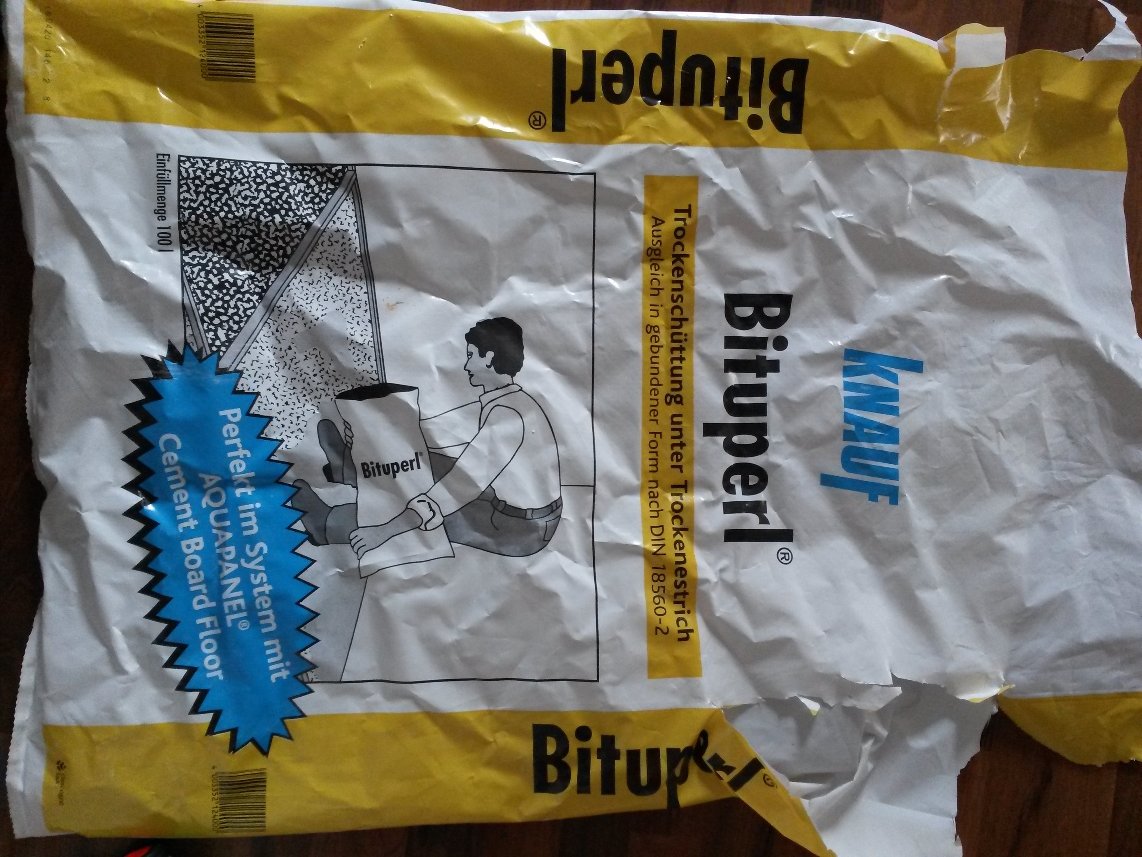 KNAUF
Bituperl®
Trockenschüttung unter Trockenestrich
Ausgleich in gebundener Form nach DIN 18560-2
Bituperl®
Bituperl®
Bituperl®
Perfekt im System mit
AQUAPANEL®
Cement Board Floor
Einfüllmenge 100 l